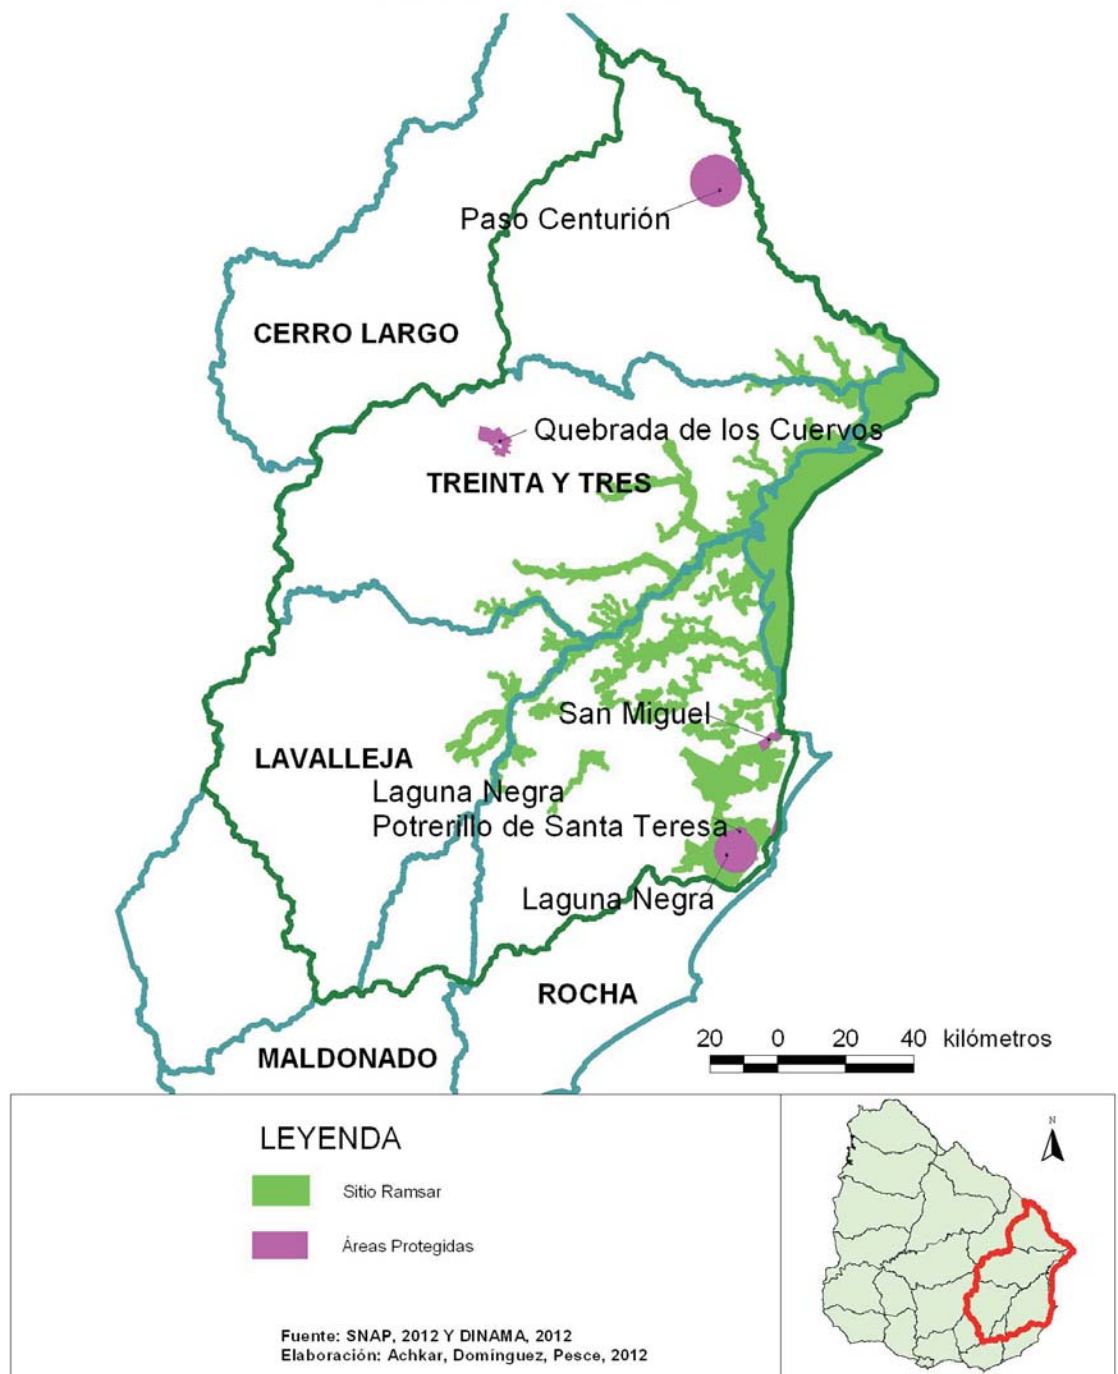 Paso Centurión
CERRO LARGO
Quebrada de los Cuervos
TREINTA Y TRES
San Miguel
LAVALLEJA
Laguna Negra
Potrerillo de Santa Teresa
Laguna Negra
ROCHA
MALDONADO
20 0 20 40 kilómetros
LEYENDA
Sitio Ramsar
Áreas Protegidas
Fuente: SNAP, 2012 Y DINAMA, 2012
Elaboración: Achkar, Domínguez, Pesce, 2012
N